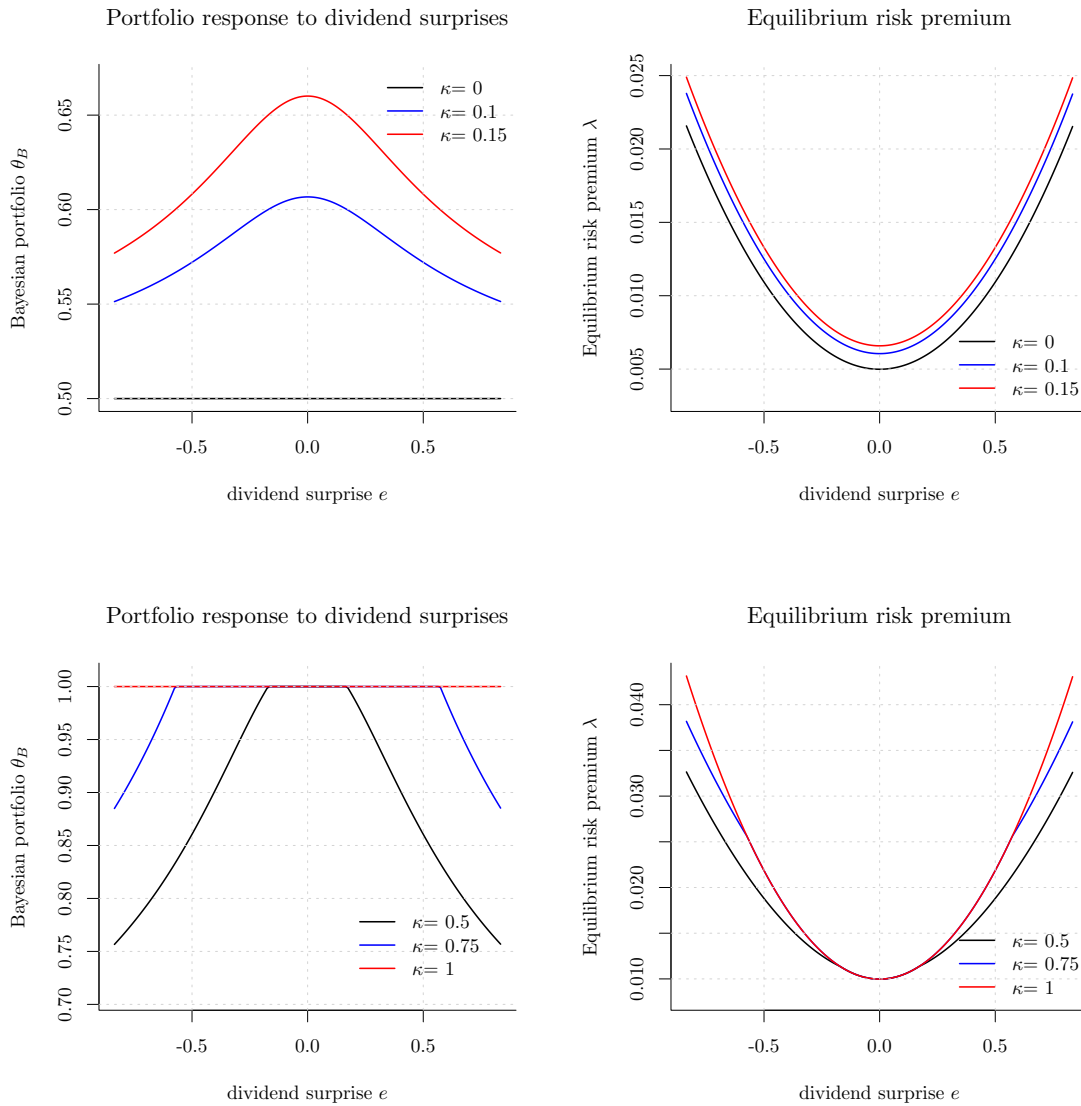 Portfolio response to dividend surprises
Bayesian portfolio θ_B
0.65
0.60
0.55
0.50
κ= 0
κ= 0.1
κ= 0.15
-0.5 0.0 0.5
dividend surprise e
Equilibrium risk premium
Equilibrium risk premium λ
0.025
0.020
0.015
0.010
0.005
κ= 0
κ= 0.1
κ= 0.15
-0.5 0.0 0.5
dividend surprise e
Portfolio response to dividend surprises
Bayesian portfolio θ_B
1.00
0.95
0.90
0.85
0.80
0.75
0.70
κ= 0.5
κ= 0.75
κ= 1
-0.5 0.0 0.5
dividend surprise e
Equilibrium risk premium
Equilibrium risk premium λ
0.040
0.030
0.020
0.010
κ= 0.5
κ= 0.75
κ= 1
-0.5 0.0 0.5
dividend surprise e